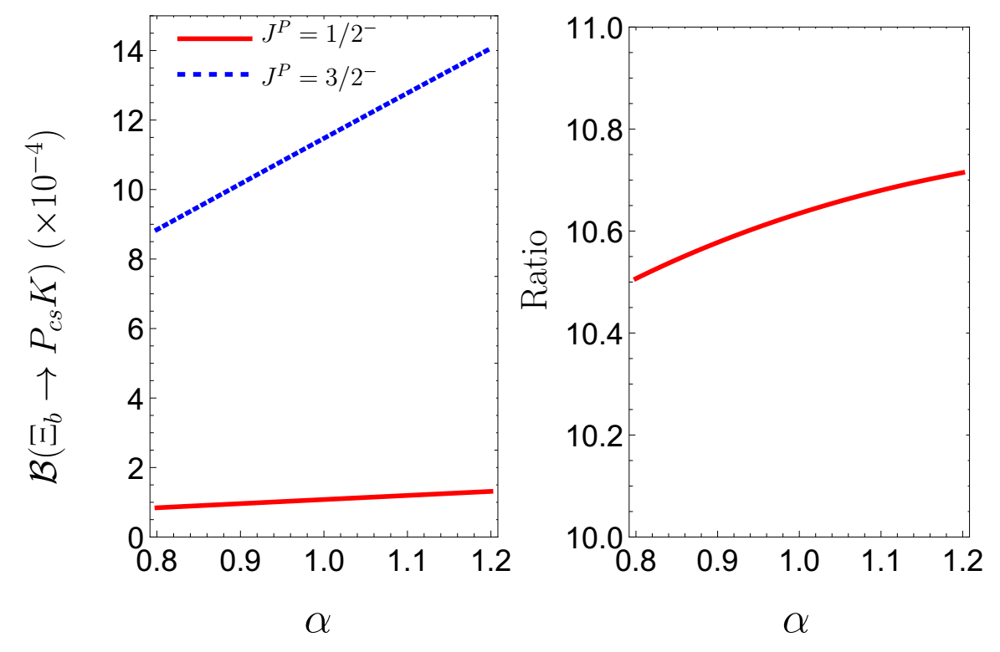 J^P = 1/2^-
J^P = 3/2^-
14
12
10
8
6
4
2
0
0.8 0.9 1.0 1.1 1.2
α
ℬ(Ξ_b → P_{cs}K) (×10^{-4})
11.0
10.8
10.6
10.4
10.2
10.0
0.8 0.9 1.0 1.1 1.2
α
Ratio